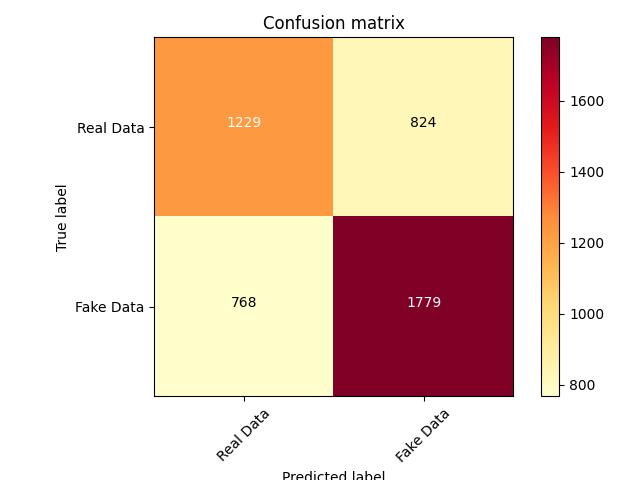 Confusion matrix
Real Data
1229
824
Fake Data
768
1779
True label
Real Data
Fake Data
Predicted label
1600
1400
1200
1000
800